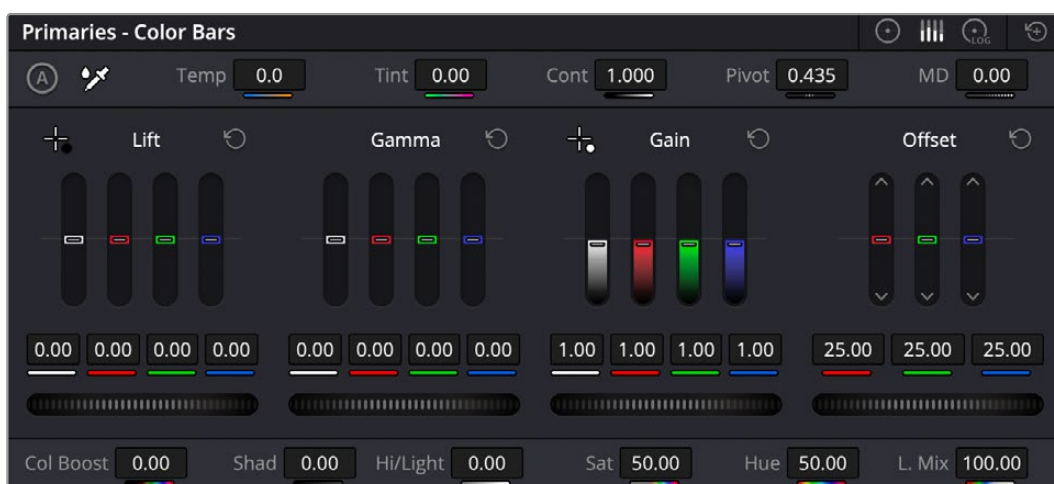 Primaries - Color Bars
LOG
A Temp 0.0 Tint 0.00 Cont 1.000 Pivot 0.435 MD 0.00
Lift Gamma Gain Offset
0.00 0.00 0.00 0.00 0.00 0.00 0.00 0.00 1.00 1.00 1.00 1.00 25.00 25.00 25.00
Col Boost 0.00 Shad 0.00 Hi/Light 0.00 Sat 50.00 Hue 50.00 L. Mix 100.00